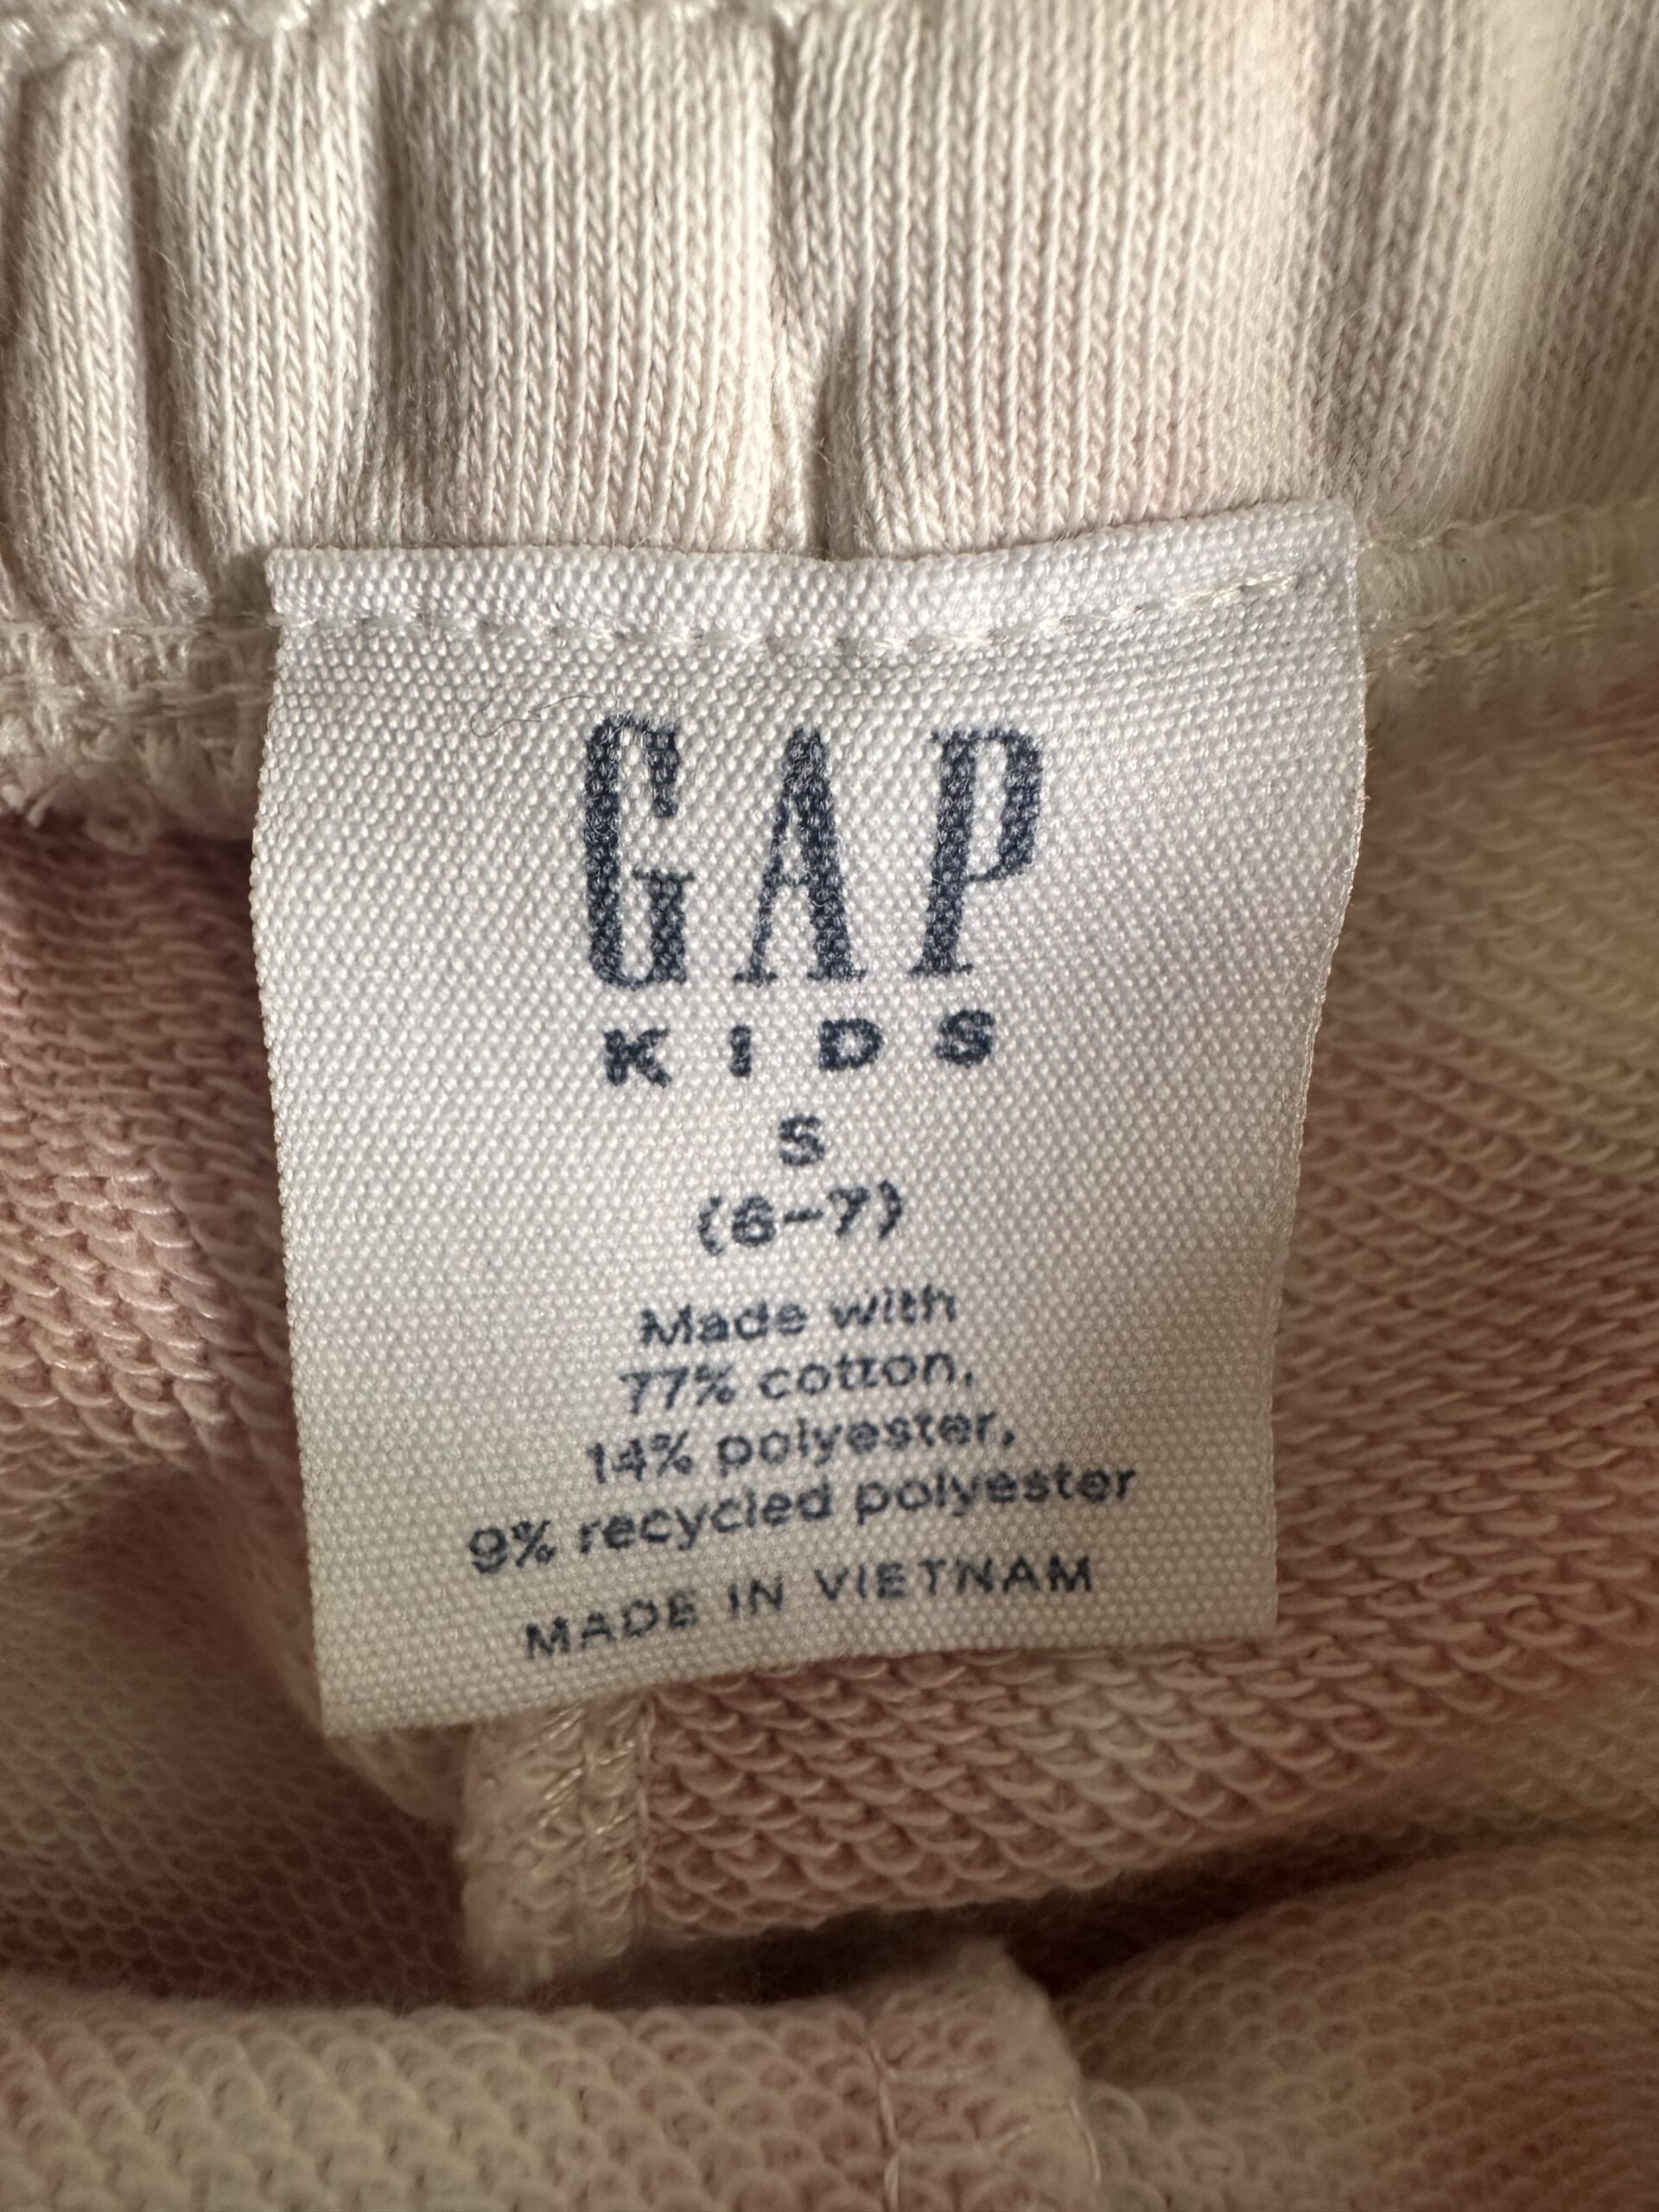 GAP
KIDS
S
(6-7)
Made with
77% cotton,
14% polyester,
9% recycled polyester
MADE IN VIETNAM